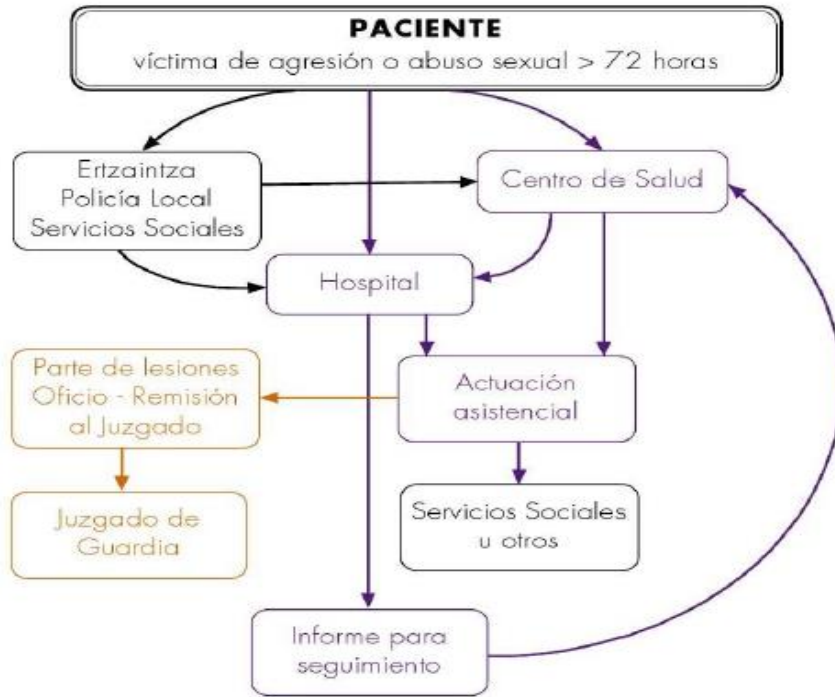 PACIENTE
víctima de agresión o abuso sexual > 72 horas
Ertzaintza
Policía Local
Servicios Sociales
Centro de Salud
Hospital
Parte de lesiones
Oficio - Remisión
al Juzgado
Actuación
asistencial
Juzgado de
Guardia
Servicios Sociales
u otros
Informe para
seguimiento